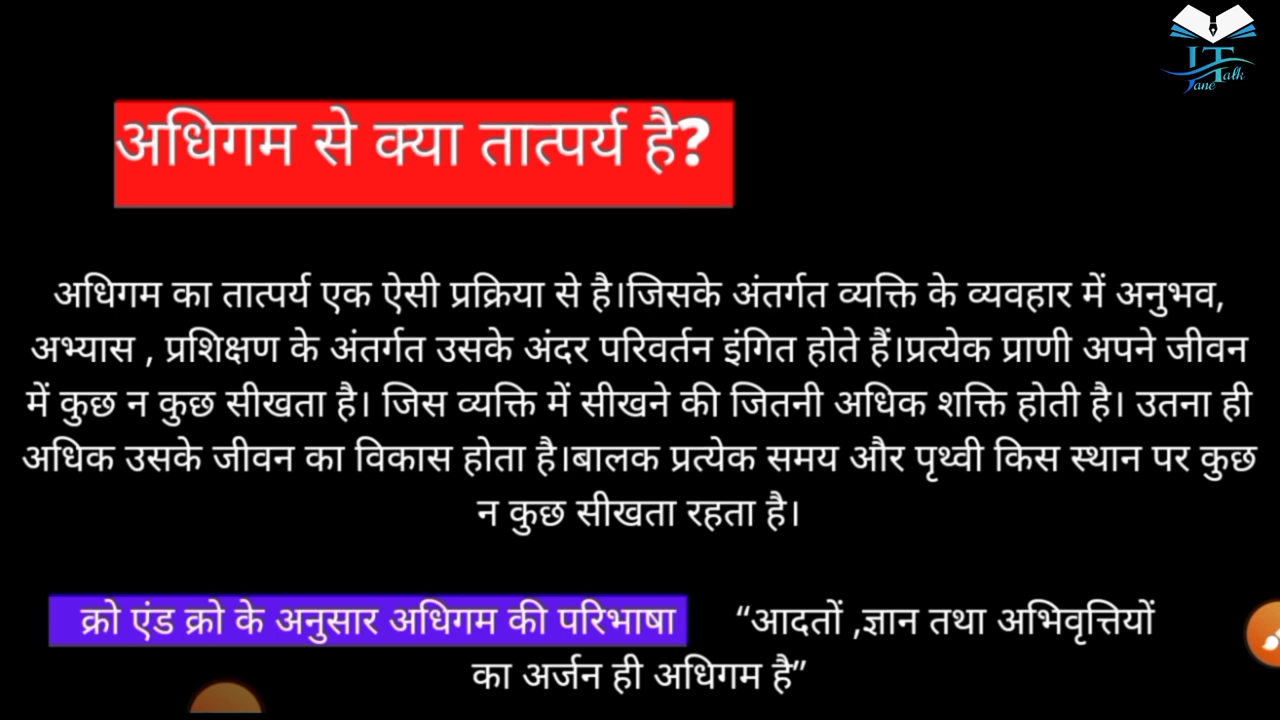 JT
Jane Talk
अधिगम से क्या तात्पर्य है?
अधिगम का तात्पर्य एक ऐसी प्रक्रिया से है।जिसके अंतर्गत व्यक्ति के व्यवहार में अनुभव,
अभ्यास , प्रशिक्षण के अंतर्गत उसके अंदर परिवर्तन इंगित होते हैं।प्रत्येक प्राणी अपने जीवन
में कुछ न कुछ सीखता है। जिस व्यक्ति में सीखने की जितनी अधिक शक्ति होती है। उतना ही
अधिक उसके जीवन का विकास होता है।बालक प्रत्येक समय और पृथ्वी किस स्थान पर कुछ
न कुछ सीखता रहता है।
क्रो एंड क्रो के अनुसार अधिगम की परिभाषा “आदतों ,ज्ञान तथा अभिवृत्तियों
का अर्जन ही अधिगम है”